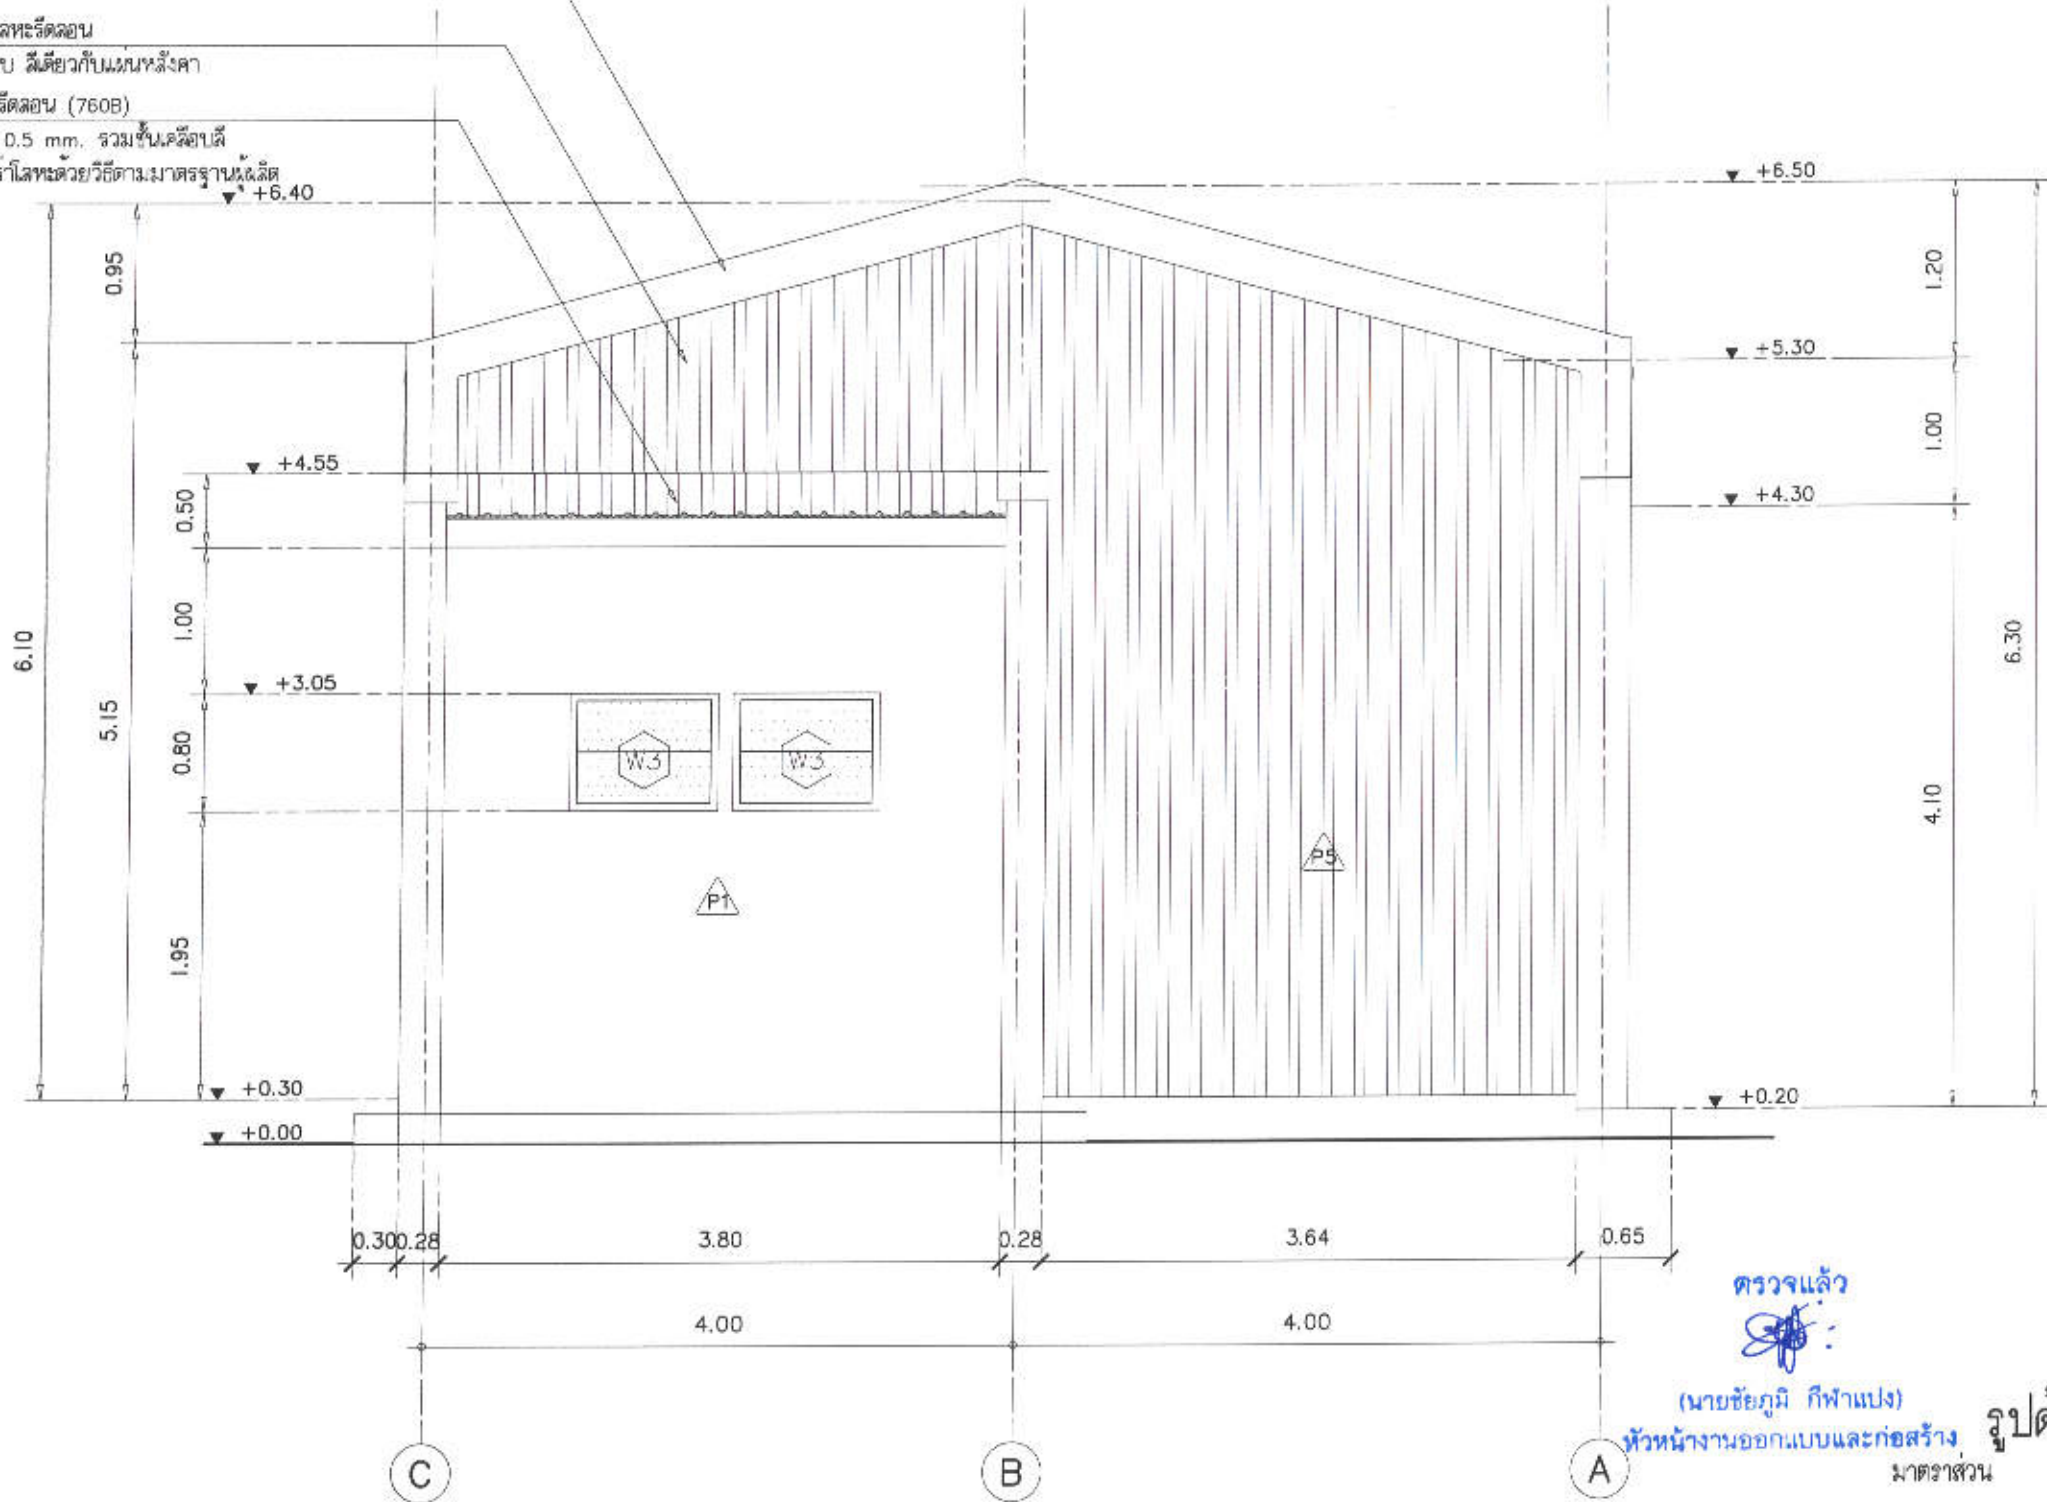 ลหะรีดลอน
บ สีเดียวกับแผ่นหลังคา
รีดลอน (760B)
0.5 mm. รวมชั้นเคลือบสี
ราโลหะด้วยวิธีตามมาตรฐานผู้ผลิต
+6.40
+6.50
0.95
1.20
+5.30
+4.55
1.00
0.50
+4.30
1.00
6.10
5.15
+3.05
6.30
0.80
W3
W3
4.10
P5
P1
1.95
+0.30
+0.20
+0.00
0.30
0.28
3.80
0.28
3.64
0.65
4.00
4.00
ตรวจแล้ว
(นายชัยภูมิ กีฬาแปง)
หัวหน้างานออกแบบและก่อสร้าง
รูปด้
มาตราส่วน
C
B
A